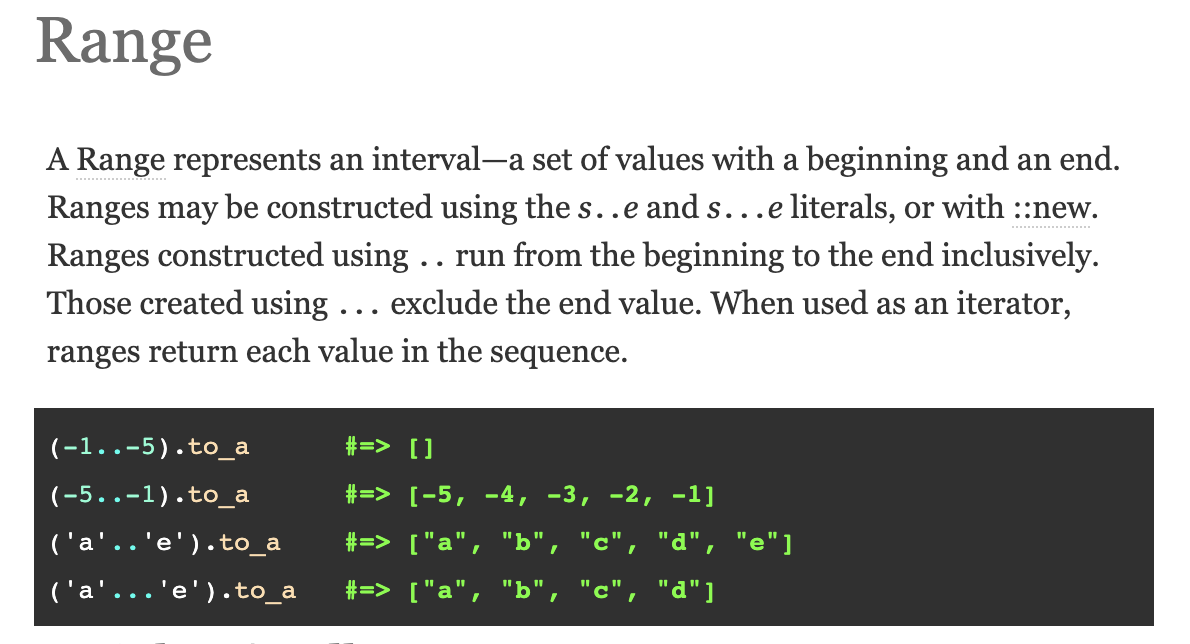 Range
A Range represents an interval—a set of values with a beginning and an end.
Ranges may be constructed using the s..e and s...e literals, or with ::new.
Ranges constructed using .. run from the beginning to the end inclusively.
Those created using ... exclude the end value. When used as an iterator,
ranges return each value in the sequence.
(-1..-5).to_a      #=> []
(-5..-1).to_a      #=> [-5, -4, -3, -2, -1]
('a'..'e').to_a    #=> ["a", "b", "c", "d", "e"]
('a'...'e').to_a   #=> ["a", "b", "c", "d"]